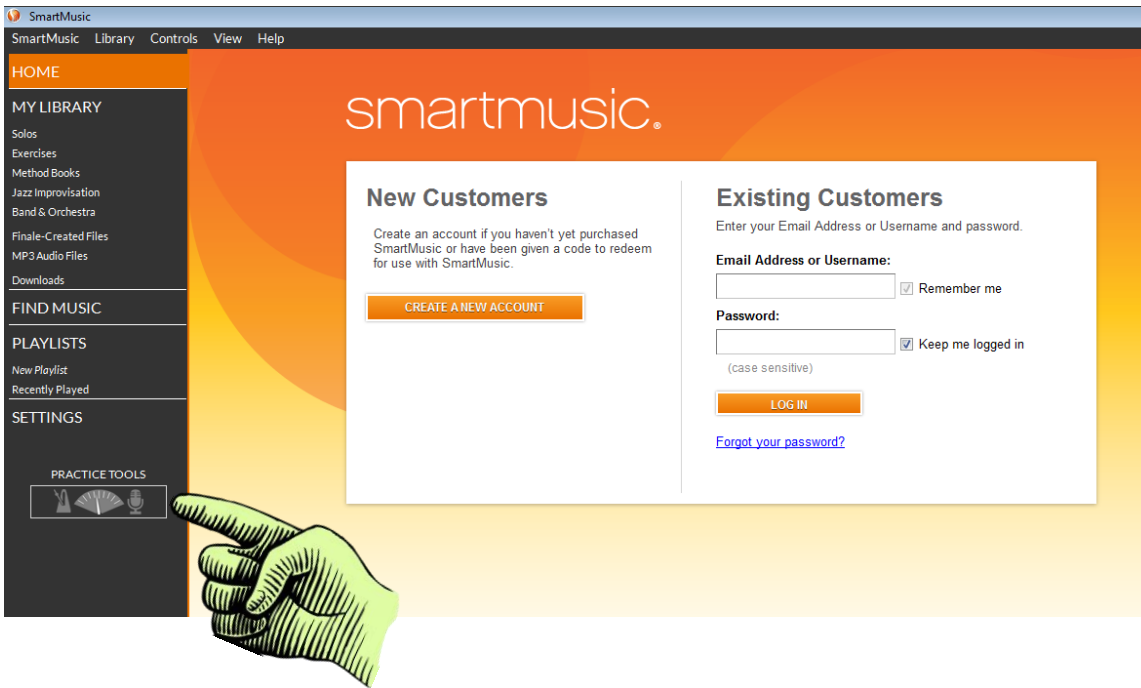 SmartMusic
SmartMusic Library Controls View Help
HOME
MY LIBRARY
Solos
Exercises
Method Books
Jazz Improvisation
Band & Orchestra
Finale-Created Files
MP3 Audio Files
Downloads
FIND MUSIC
PLAYLISTS
New Playlist
Recently Played
SETTINGS
PRACTICE TOOLS
smartmusic®
New Customers
Create an account if you haven't yet purchased
SmartMusic or have been given a code to redeem
for use with SmartMusic.
CREATE A NEW ACCOUNT
Existing Customers
Enter your Email Address or Username and password.
Email Address or Username:
Remember me
Password:
Keep me logged in
(case sensitive)
LOG IN
Forgot your password?